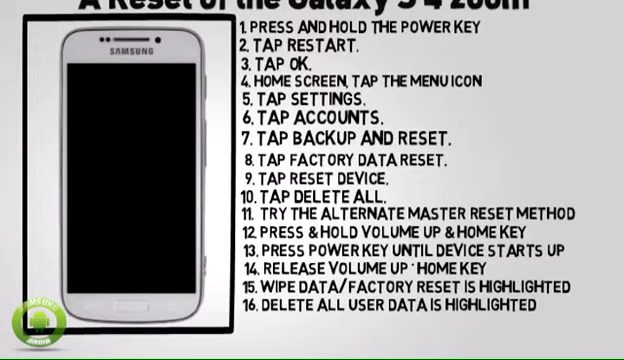 A Reset of the Galaxy S 4 zoom
SAMSUNG
1. PRESS AND HOLD THE POWER KEY
2. TAP RESTART.
3. TAP OK.
4. HOME SCREEN, TAP THE MENU ICON
5. TAP SETTINGS.
6. TAP ACCOUNTS.
7. TAP BACKUP AND RESET.
8. TAP FACTORY DATA RESET.
9. TAP RESET DEVICE.
10. TAP DELETE ALL.
11. TRY THE ALTERNATE MASTER RESET METHOD
12. PRESS & HOLD VOLUME UP & HOME KEY
13. PRESS POWER KEY UNTIL DEVICE STARTS UP
14. RELEASE VOLUME UP * HOME KEY
15. WIPE DATA/FACTORY RESET IS HIGHLIGHTED
16. DELETE ALL USER DATA IS HIGHLIGHTED